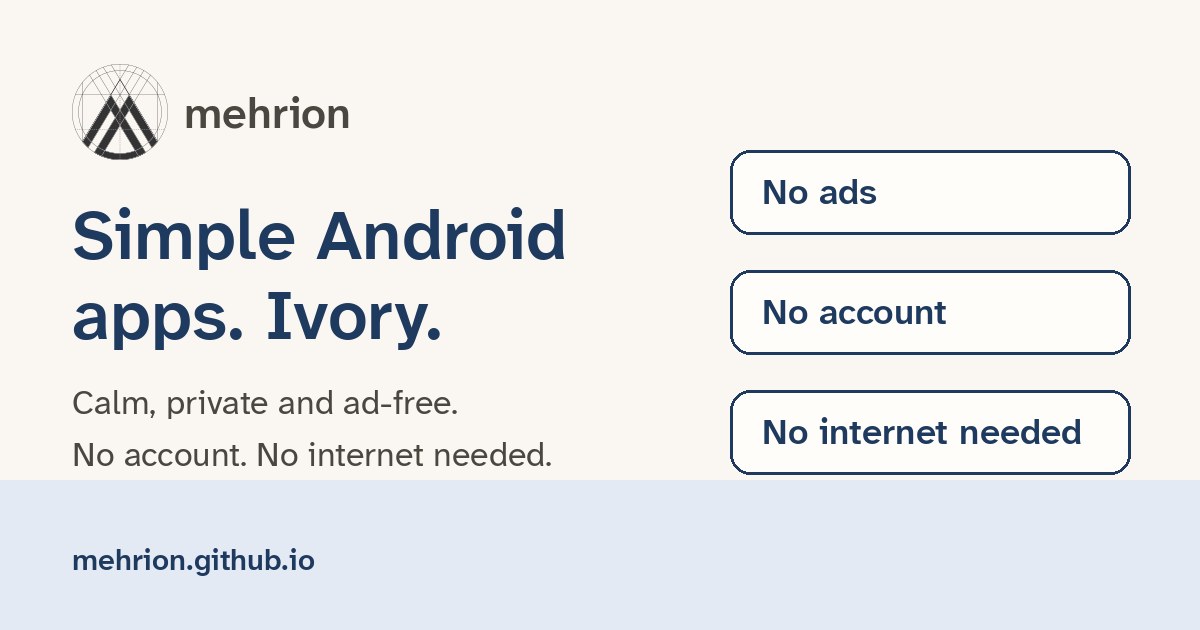 mehrion
Simple Android
apps. Ivory.
Calm, private and ad-free.
No account. No internet needed.
No ads
No account
No internet needed
mehrion.github.io